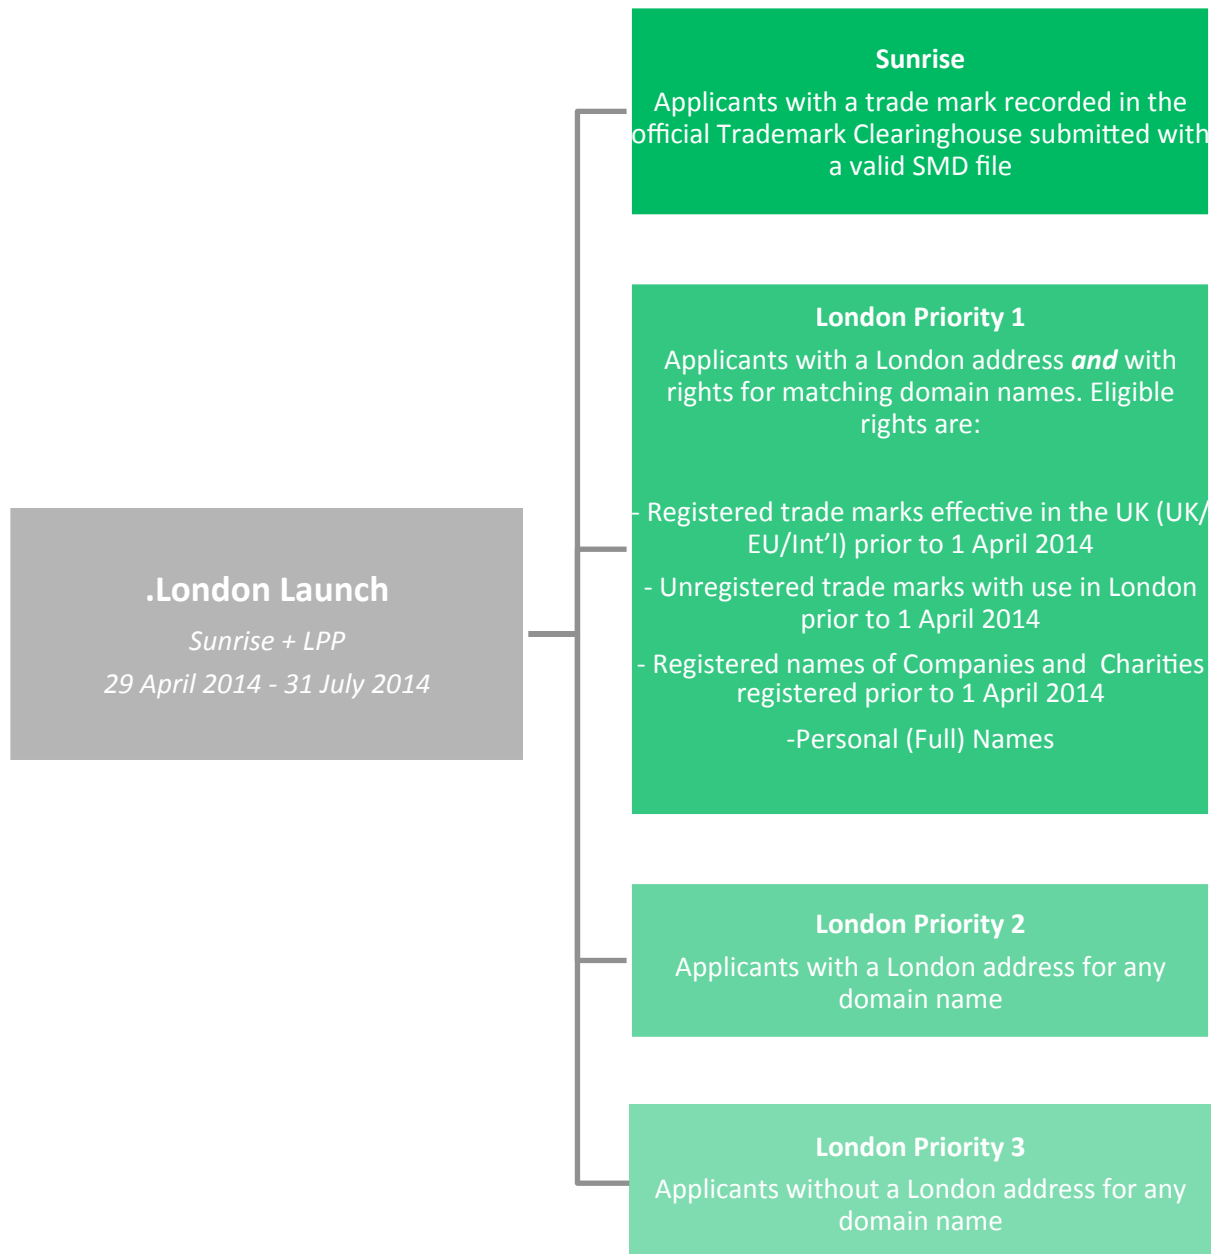 Sunrise
Applicants with a trade mark recorded in the
official Trademark Clearinghouse submitted with
a valid SMD file
London Priority 1
Applicants with a London address and with
rights for matching domain names. Eligible
rights are:
- Registered trade marks effective in the UK (UK/
EU/Int’l) prior to 1 April 2014
- Unregistered trade marks with use in London
prior to 1 April 2014
- Registered names of Companies and Charities
registered prior to 1 April 2014
-Personal (Full) Names
.London Launch
Sunrise + LPP
29 April 2014 - 31 July 2014
London Priority 2
Applicants with a London address for any
domain name
London Priority 3
Applicants without a London address for any
domain name